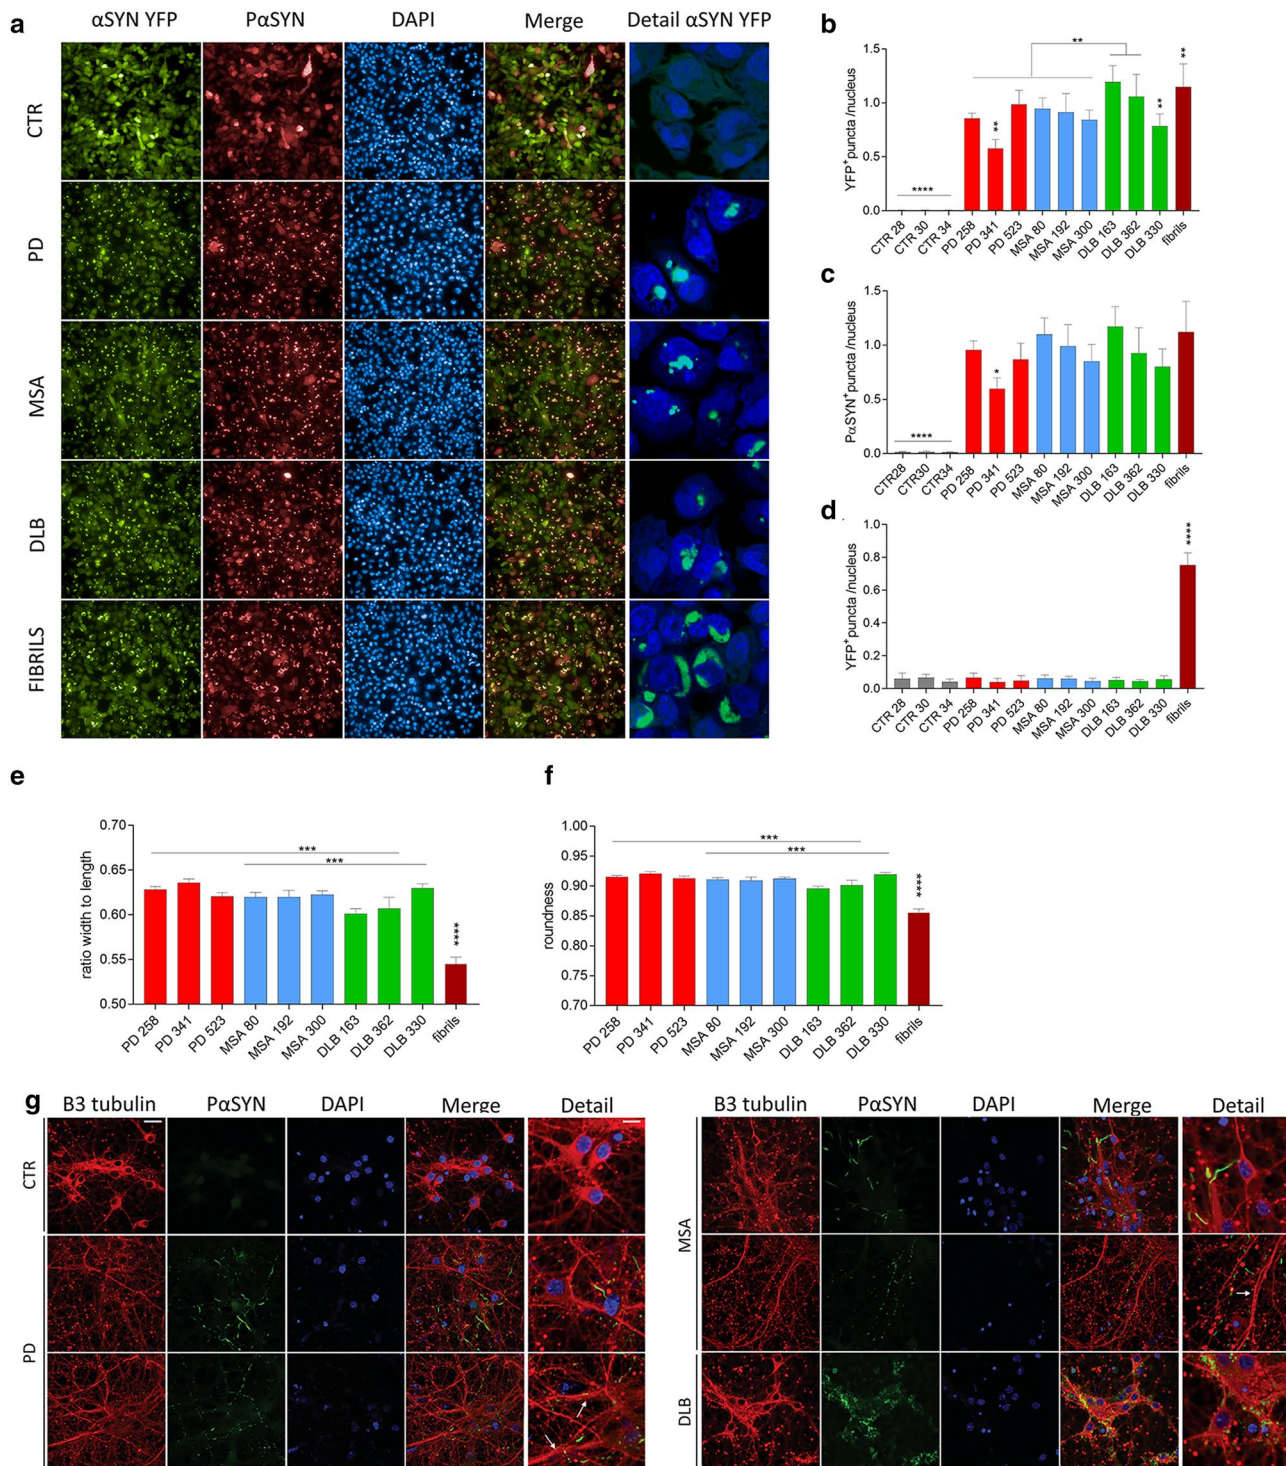 a
αSYN YFP PαSYN DAPI Merge Detail αSYN YFP
CTR
PD
MSA
DLB
FIBRILS
b
YFP+ puncta /nucleus
1.5
1.0
0.5
0.0
****
**
**
**
**
CTR 28 CTR 30 CTR 34 PD 258 PD 341 PD 523 MSA 80 MSA 192 MSA 300 DLB 163 DLB 362 DLB 330 fibrils
c
PαSYN+ puncta /nucleus
1.5
1.0
0.5
0.0
****
*
CTR28 CTR30 CTR34 PD 258 PD 341 PD 523 MSA 80 MSA 192 MSA 300 DLB 163 DLB 362 DLB 330 fibrils
d
YFP+ puncta /nucleus
1.0
0.8
0.6
0.4
0.2
0.0
****
CTR 28 CTR 30 CTR 34 PD 258 PD 341 PD 523 MSA 80 MSA 192 MSA 300 DLB 163 DLB 362 DLB 330 fibrils
e
ratio width to length
0.70
0.65
0.60
0.55
0.50
***
***
****
PD 258 PD 341 PD 523 MSA 80 MSA 192 MSA 300 DLB 163 DLB 362 DLB 330 fibrils
f
roundness
1.00
0.95
0.90
0.85
0.80
0.75
0.70
***
***
****
PD 258 PD 341 PD 523 MSA 80 MSA 192 MSA 300 DLB 163 DLB 362 DLB 330 fibrils
g
B3 tubulin PαSYN DAPI Merge Detail
CTR
PD
B3 tubulin PαSYN DAPI Merge Detail
MSA
DLB